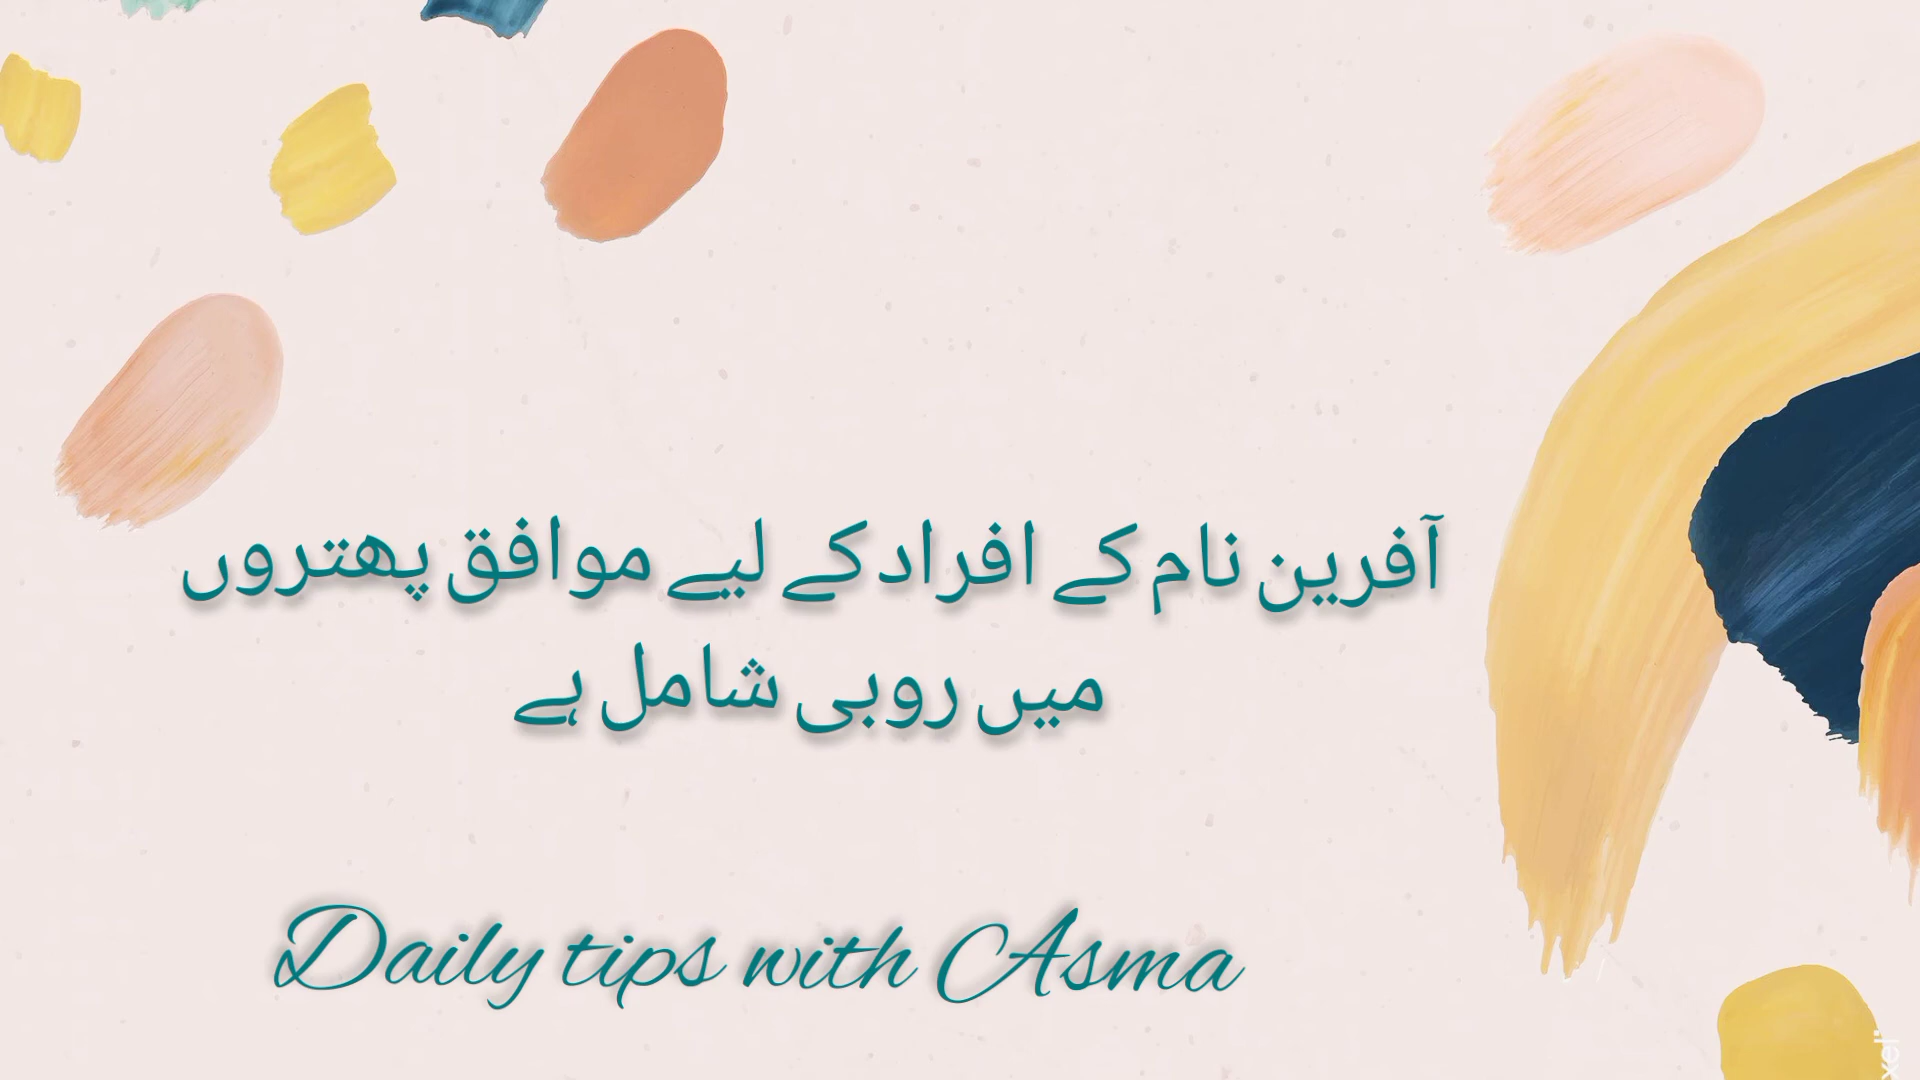 آفرین نام کے افراد کے لیے موافق پھتروں
میں روبی شامل ہے
Daily tips with Asma